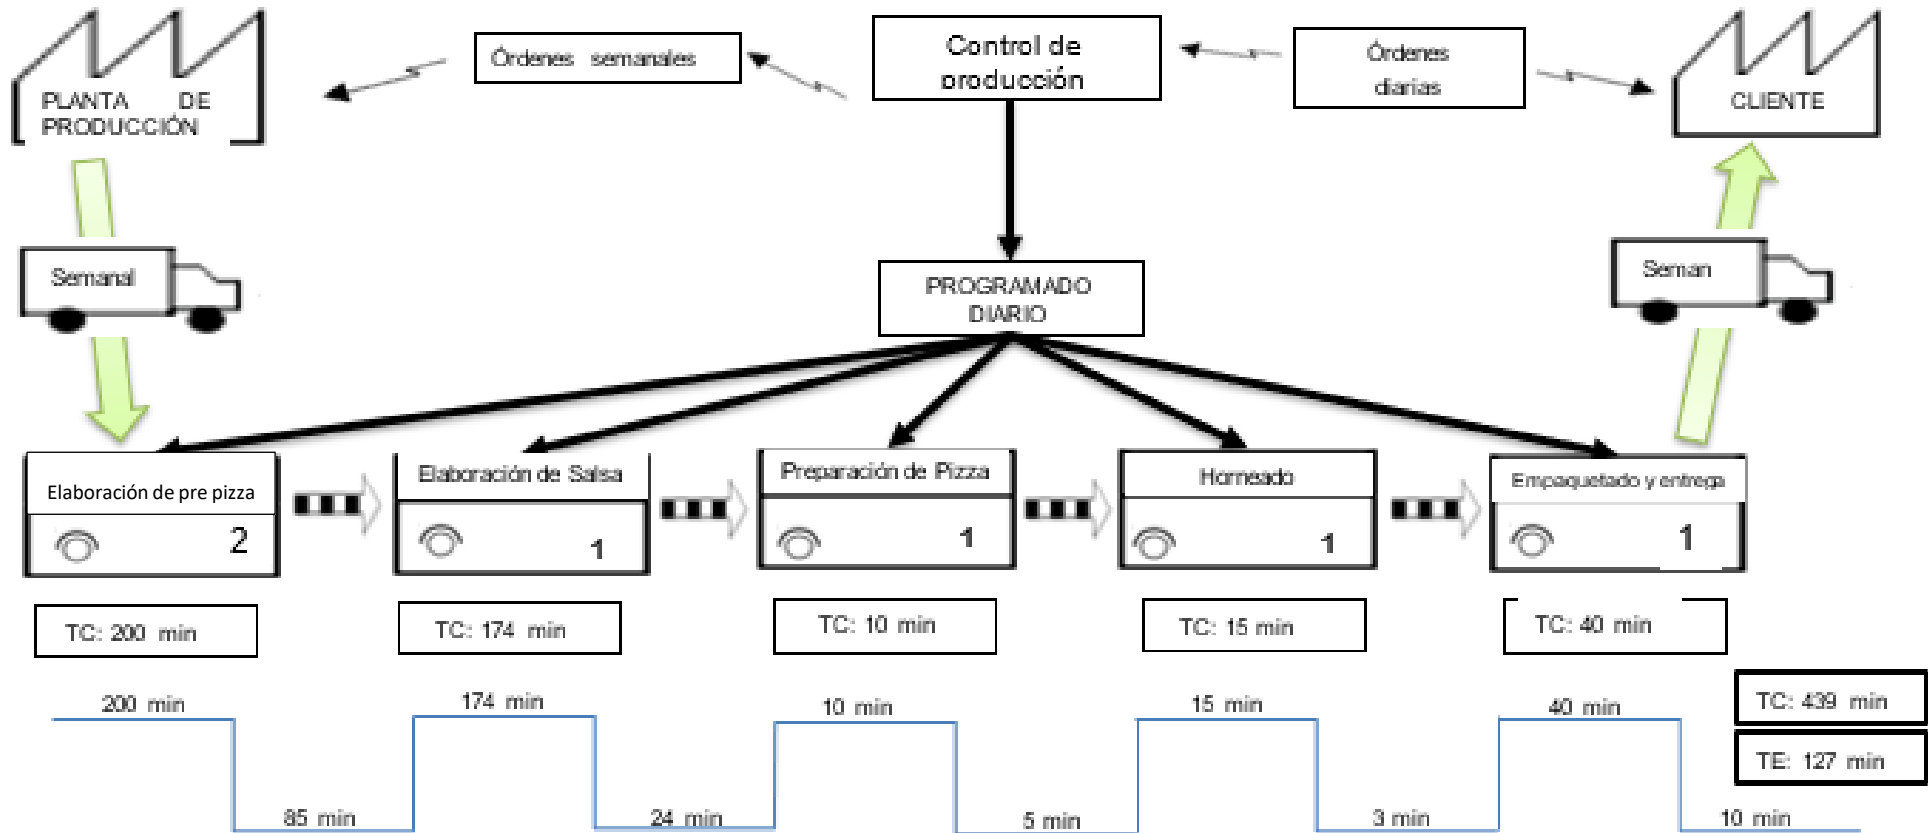 PLANTA DE
PRODUCCIÓN
Órdenes semanales
Control de
producción
Órdenes
diarias
CLIENTE
Semanal
PROGRAMADO
DIARIO
Seman
Elaboración de pre pizza
2
Elaboración de Salsa
1
Preparación de Pizza
1
Horneado
1
Empaquetado y entrega
1
TC: 200 min
TC: 174 min
TC: 10 min
TC: 15 min
TC: 40 min
200 min
174 min
10 min
15 min
40 min
TC: 439 min
TE: 127 min
85 min
24 min
5 min
3 min
10 min